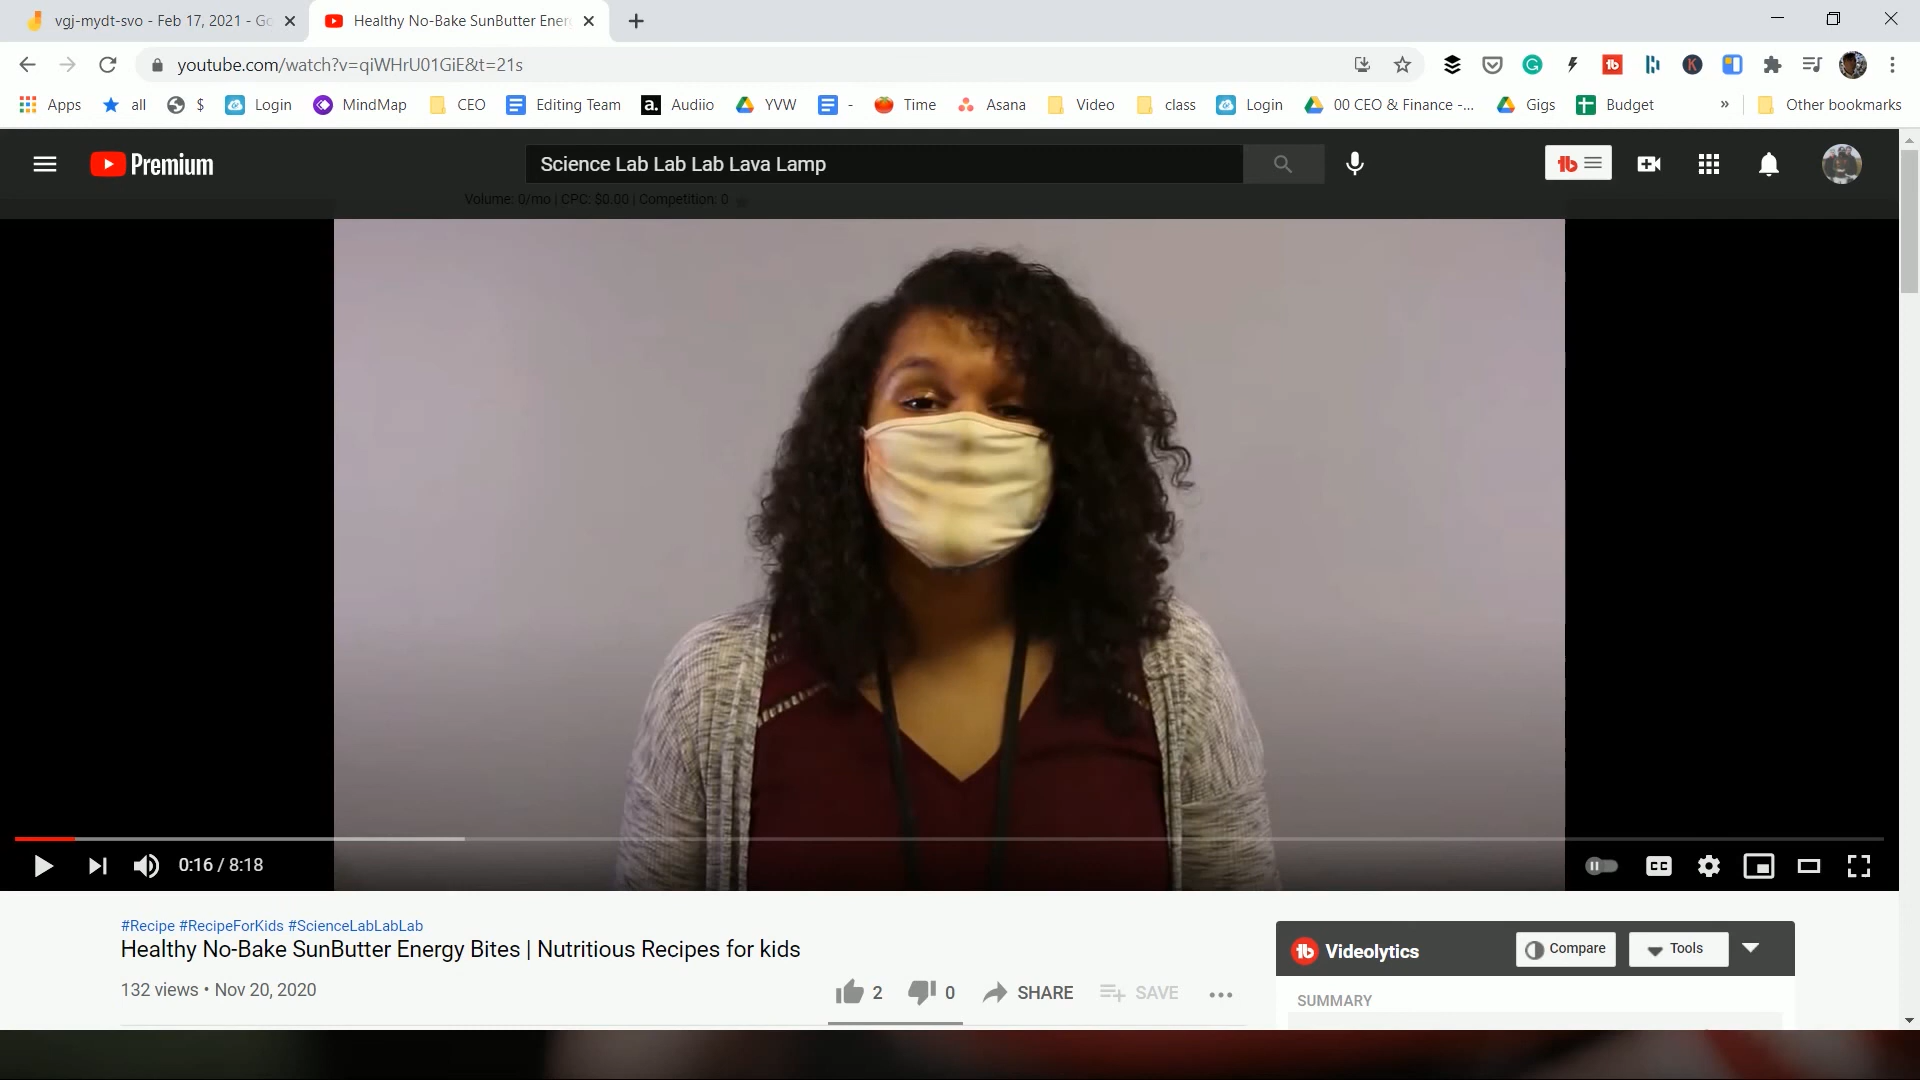 vgj-mydt-svo - Feb 17, 2021 - Go
Healthy No-Bake SunButter Ener
youtube.com/watch?v=qiWHrU01GiE&t=21s
Apps all $ Login MindMap CEO Editing Team a. Audiio YVW - Time Asana Video class Login 00 CEO & Finance -... Gigs Budget » Other bookmarks
Premium
Science Lab Lab Lab Lava Lamp
Volume: 0/mo | CPC: $0.00 | Competition: 0
0:16 / 8:18
CC
#Recipe #RecipeForKids #ScienceLabLabLab
Healthy No-Bake SunButter Energy Bites | Nutritious Recipes for kids
132 views • Nov 20, 2020
2 0 SHARE SAVE
tb Videolytics Compare Tools
SUMMARY